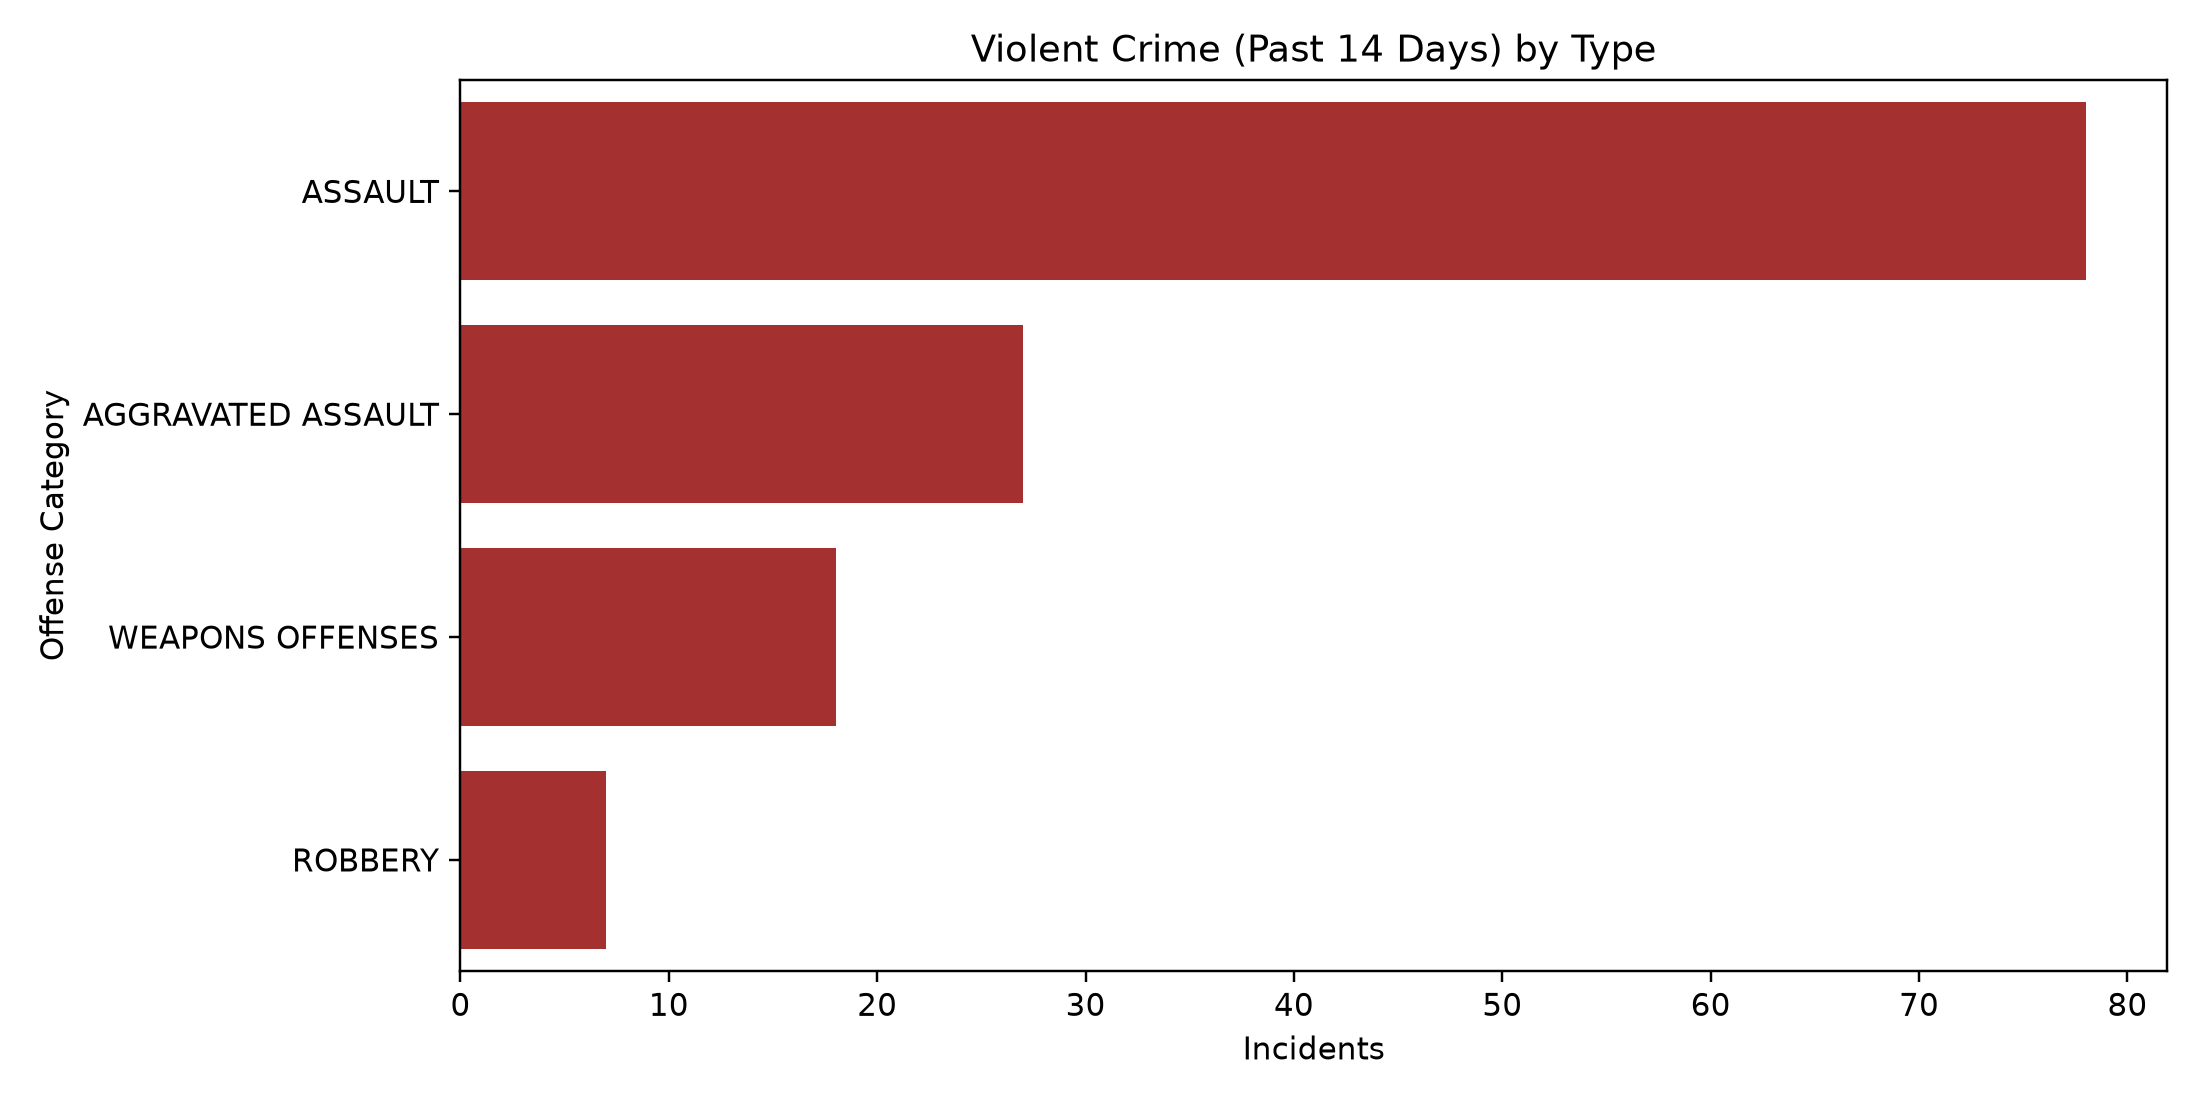 Violent Crime (Past 14 Days) by Type
Offense Category
ASSAULT
AGGRAVATED ASSAULT
WEAPONS OFFENSES
ROBBERY
0 10 20 30 40 50 60 70 80
Incidents